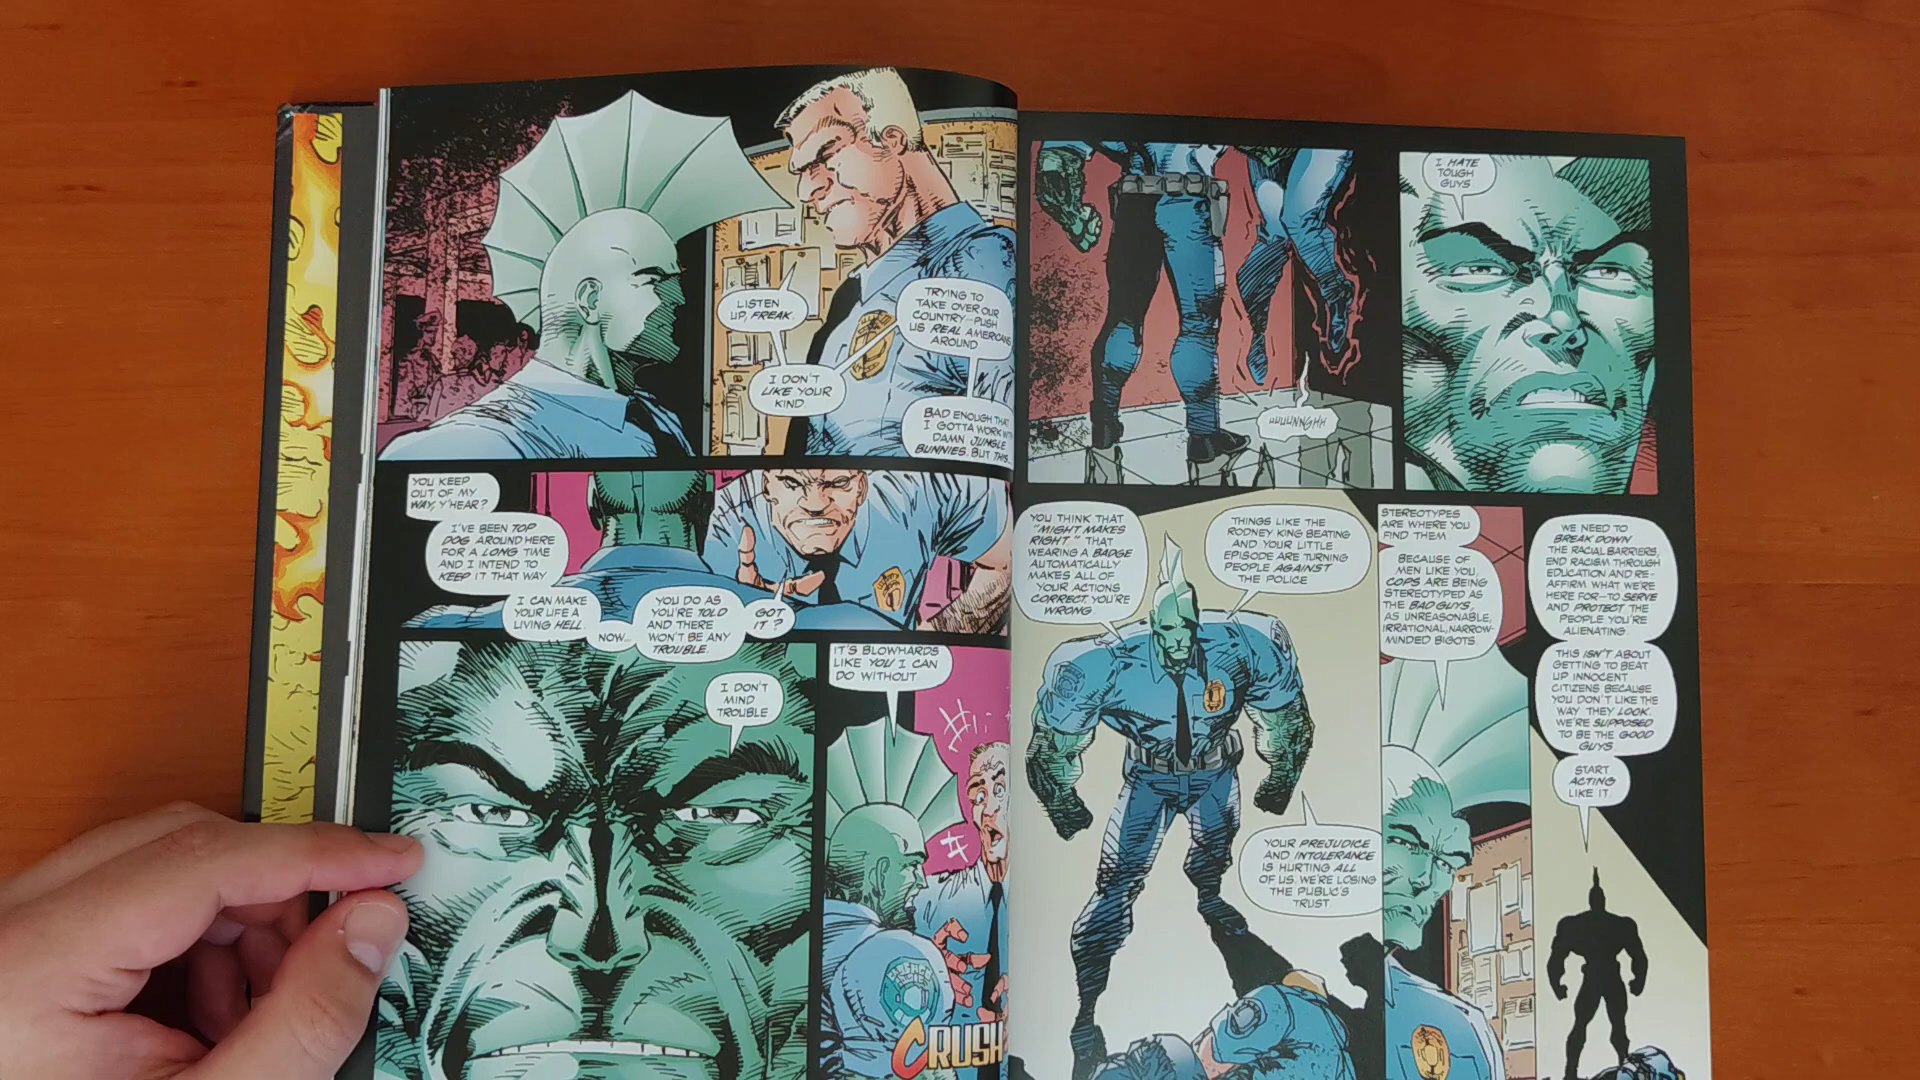 LISTEN
UP, FREAK.
I DON'T
LIKE YOUR
KIND
TRYING TO
TAKE OVER OUR
COUNTRY--PUSH
US REAL AMERICANS
AROUND
BAD ENOUGH THAT
I GOTTA WORK WITH
DAMN JUNGLE
BUNNIES, BUT THIS
YOU KEEP
OUT OF MY
WAY, Y'HEAR?
I'VE BEEN TOP
DOG AROUND HERE
FOR A LONG TIME
AND I INTEND TO
KEEP IT THAT WAY
I CAN MAKE
YOUR LIFE A
LIVING HELL.
NOW...
YOU DO AS
YOU'RE TOLD
AND THERE
WON'T BE ANY
TROUBLE.
GOT
IT?
I DON'T
MIND
TROUBLE
IT'S BLOWHARDS
LIKE YOU I CAN
DO WITHOUT
CRUSH
UUUUNNGHH
I HATE
TOUGH
GUYS
YOU THINK THAT
"MIGHT MAKES
RIGHT." THAT
WEARING A BADGE
AUTOMATICALLY
MAKES ALL OF
YOUR ACTIONS
CORRECT. YOU'RE
WRONG.
THINGS LIKE THE
RODNEY KING BEATING
AND YOUR LITTLE
EPISODE ARE TURNING
PEOPLE AGAINST
THE POLICE
YOUR PREJUDICE
AND INTOLERANCE
IS HURTING ALL
OF US. WE'RE LOSING
THE PUBLIC'S
TRUST.
STEREOTYPES
ARE WHERE YOU
FIND THEM
BECAUSE OF
MEN LIKE YOU,
COPS ARE BEING
STEREOTYPED AS
THE BAD GUYS,
AS UNREASONABLE,
IRRATIONAL, NARROW-
MINDED BIGOTS.
WE NEED TO
BREAK DOWN
THE RACIAL BARRIERS,
END RACISM THROUGH
EDUCATION AND RE-
AFFIRM WHAT WE'RE
HERE FOR--TO SERVE
AND PROTECT THE
PEOPLE YOU'RE
ALIENATING.
THIS ISN'T ABOUT
GETTING TO BEAT
UP INNOCENT
CITIZENS BECAUSE
YOU DON'T LIKE THE
WAY THEY LOOK.
WE'RE SUPPOSED
TO BE THE GOOD
GUYS.
START
ACTING
LIKE IT.